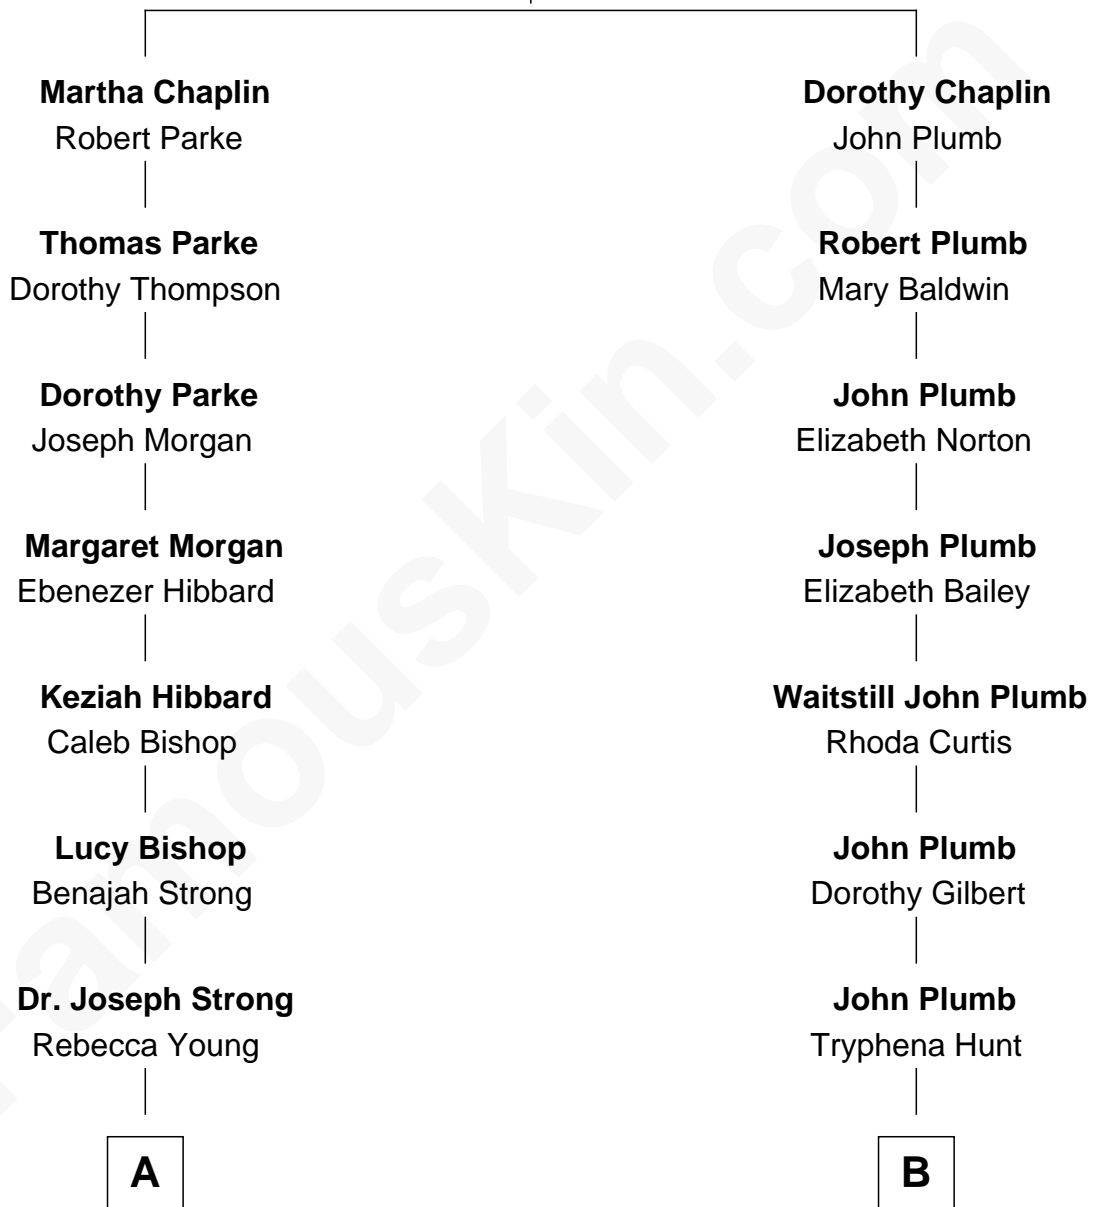 Martha Chaplin
Robert Parke
Thomas Parke
Dorothy Thompson
Dorothy Parke
Joseph Morgan
Margaret Morgan
Ebenezer Hibbard
Keziah Hibbard
Caleb Bishop
Lucy Bishop
Benajah Strong
Dr. Joseph Strong
Rebecca Young
A
Dorothy Chaplin
John Plumb
Robert Plumb
Mary Baldwin
John Plumb
Elizabeth Norton
Joseph Plumb
Elizabeth Bailey
Waitstill John Plumb
Rhoda Curtis
John Plumb
Dorothy Gilbert
John Plumb
Tryphena Hunt
B
FamousKin.com